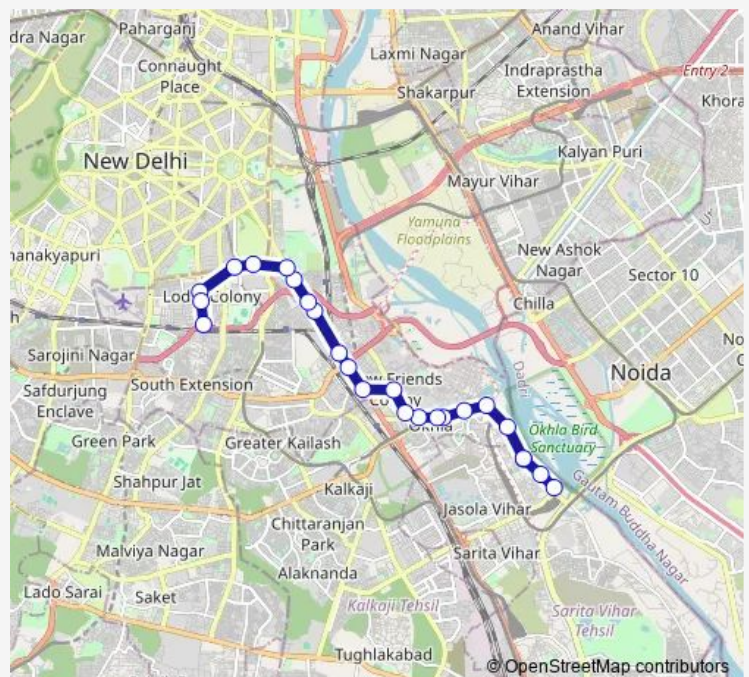 dra Nagar
Paharganj
Anand Vihar
Connaught
Place
Laxmi Nagar
Indraprastha
Extension
Entry 2
Shakarpur
Khora
New Delhi
Kalyan Puri
Mayur Vihar
Yamuna
Floodplains
hanakyapuri
New Ashok
Nagar
Sector 10
Colony
Chilla
h
Sarojini Nagar
No
South Extension
Friends
Dadri
Noida
Safdurjung
Enclave
Okhla
Okhla Bird
Sanctuary
Green Park
Greater Kailash
Shahpur Jat
Kalkaji
Jasola Vihar
Gautam Buddha Nagar
Chittaranjan
Park
Malviya Nagar
Sarita Vihar
Alaknanda
Lado Sarai
Saket
Kalkaji Tehsil
Sarita Vihar
Tehsil
Tughlakabad
© OpenStreetMap contributors